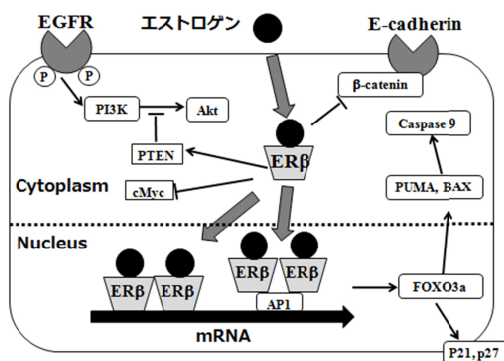 EGFR
エストロゲン
E-cadherin
P
P
β-catenin
PI3K
Akt
Caspase 9
PTEN
ERβ
cMyc
PUMA, BAX
Cytoplasm
Nucleus
ERβ ERβ
ERβ ERβ
AP1
FOXO3a
mRNA
P21,p27